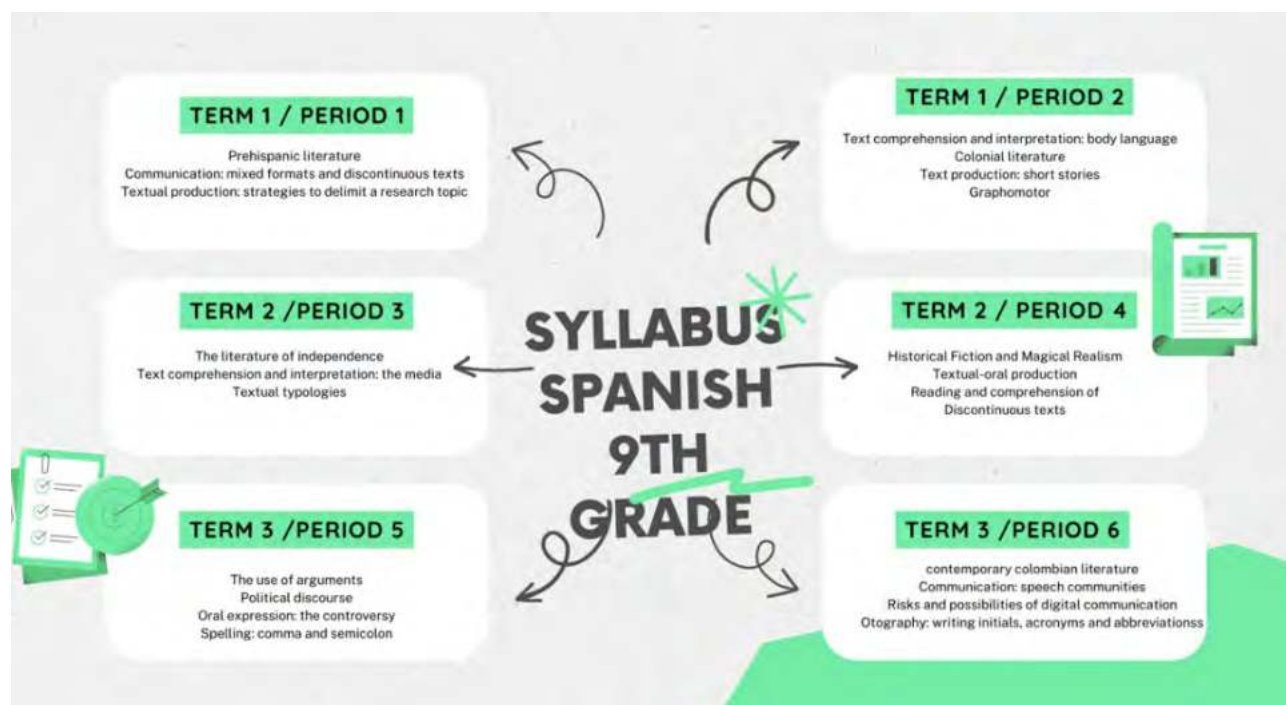 TERM 1 / PERIOD 1
Prehispanic literature
Communication: mixed formats and discontinuous texts
Textual production: strategies to delimit a research topic
TERM 1 / PERIOD 2
Text comprehension and interpretation: body language
Colonial literature
Text production: short stories
Graphomotor
SYLLABUS
SPANISH
9TH
GRADE
TERM 2 /PERIOD 3
The literature of independence
Text comprehension and interpretation: the media
Textual typologies
TERM 2 / PERIOD 4
Historical Fiction and Magical Realism
Textual-oral production
Reading and comprehension of
Discontinuous texts
TERM 3 /PERIOD 5
The use of arguments
Political discourse
Oral expression: the controversy
Spelling: comma and semicolon
TERM 3 /PERIOD 6
contemporary colombian literature
Communication: speech communities
Risks and possibilities of digital communication
Otography: writing initials, acronyms and abbreviationss